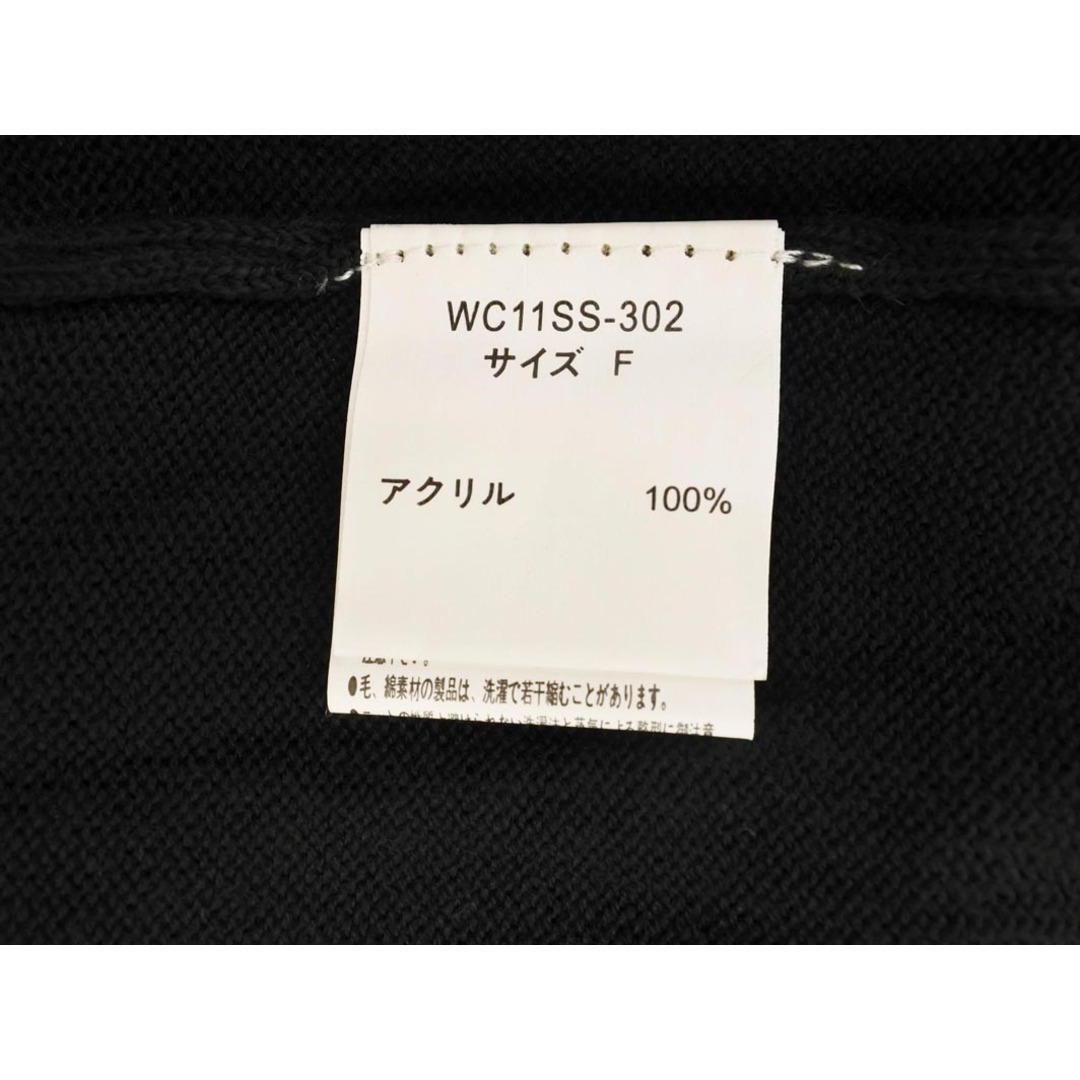 WC11SS-302
サイズ F
アクリル 100%
●毛、綿素材の製品は、洗濯で若干縮むことがあります。